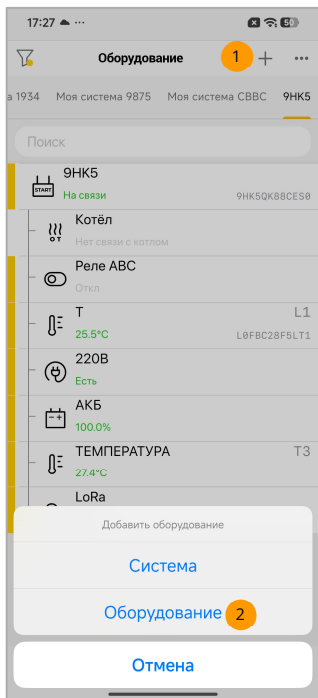 17:27 ▲ ··· 50
Оборудование 1 + ···
а 1934 Моя система 9875 Моя система СВВС 9НК5
Поиск
9НК5
START На связи 9HK5QK88CES0
Котёл
ОТ Нет связи с котлом
Реле АВС
Откл
Т L1
25.5°C L0FBC28F5LT1
220В
Есть
АКБ
100.0%
ТЕМПЕРАТУРА Т3
27.4°C
LoRa
Добавить оборудование
Система
Оборудование 2
Отмена